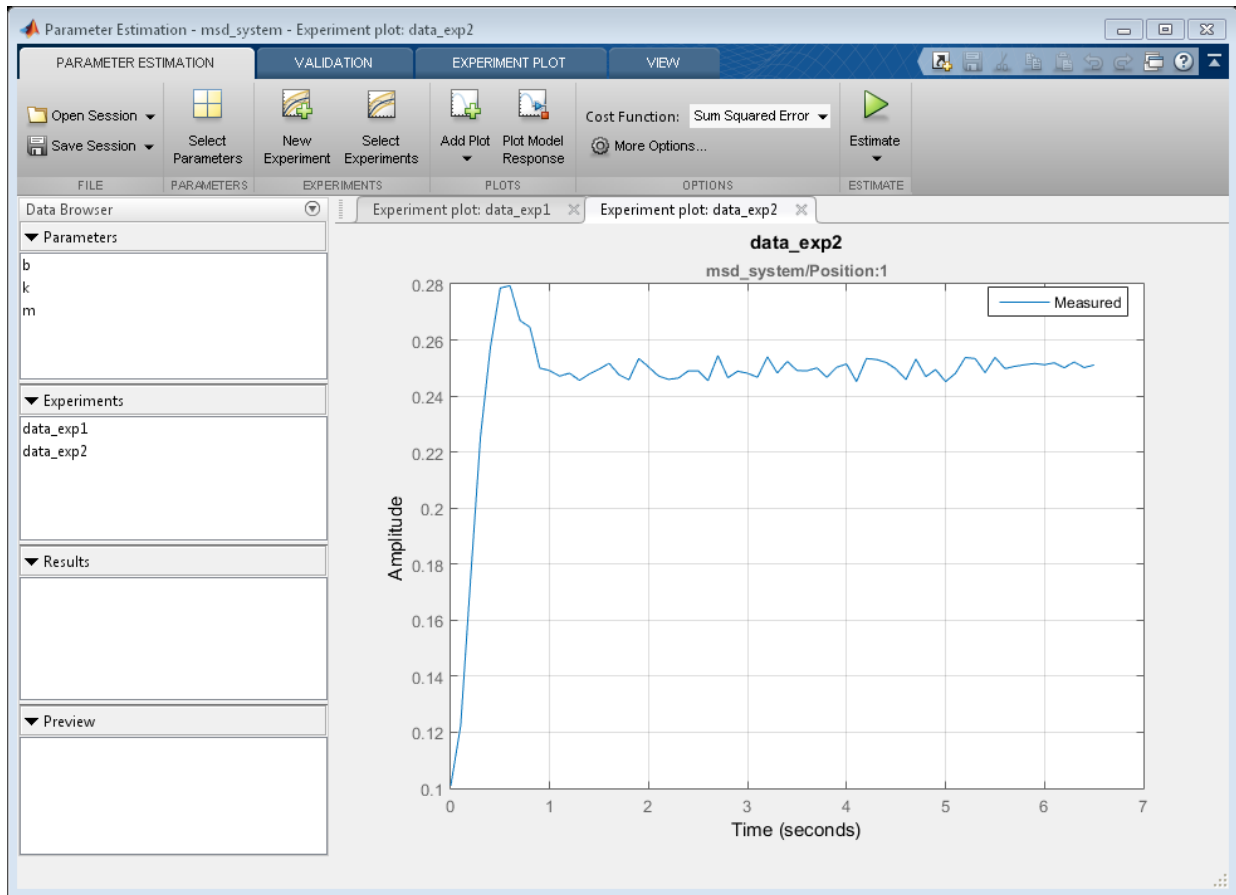 Parameter Estimation - msd_system - Experiment plot: data_exp2
PARAMETER ESTIMATION VALIDATION EXPERIMENT PLOT VIEW
Open Session
Save Session
Select
Parameters
New
Experiment
Select
Experiments
Add Plot
Plot Model
Response
Cost Function: Sum Squared Error
More Options...
Estimate
FILE PARAMETERS EXPERIMENTS PLOTS OPTIONS ESTIMATE
Data Browser
Parameters
b
k
m
Experiments
data_exp1
data_exp2
Results
Preview
Experiment plot: data_exp1 Experiment plot: data_exp2
data_exp2
msd_system/Position:1
Measured
Amplitude
0.28
0.26
0.24
0.22
0.2
0.18
0.16
0.14
0.12
0.1
0 1 2 3 4 5 6 7
Time (seconds)